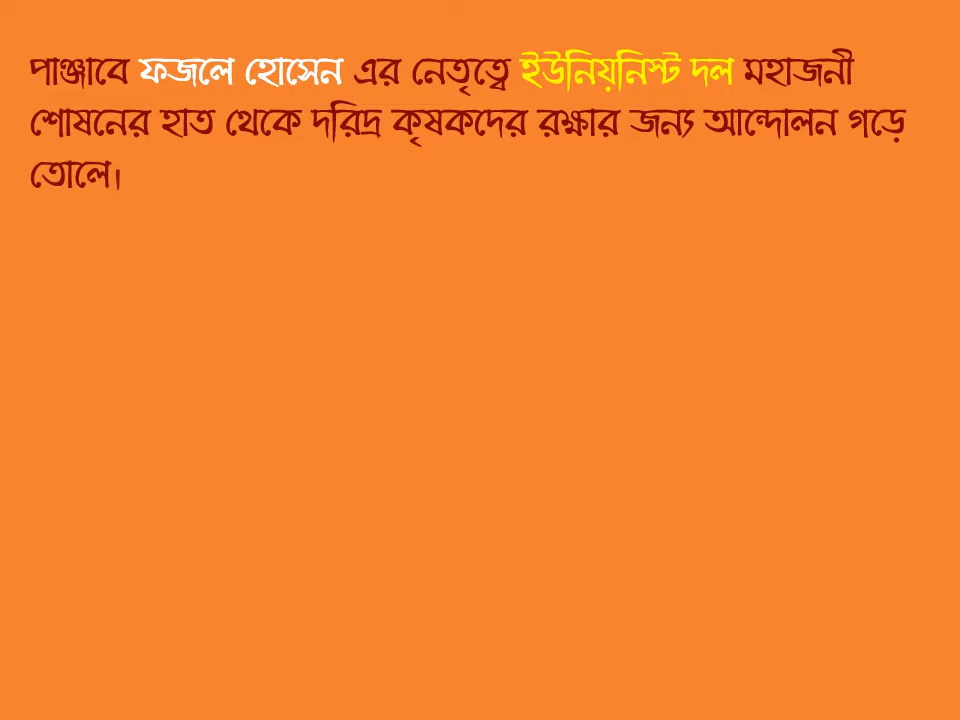 পাঞ্জাবে ফজলে হোসেন এর নেতৃত্বে ইউনিয়নিস্ট দল মহাজনী
শোষনের হাত থেকে দরিদ্র কৃষকদের রক্ষার জন্য আন্দোলন গড়ে
তোলে।